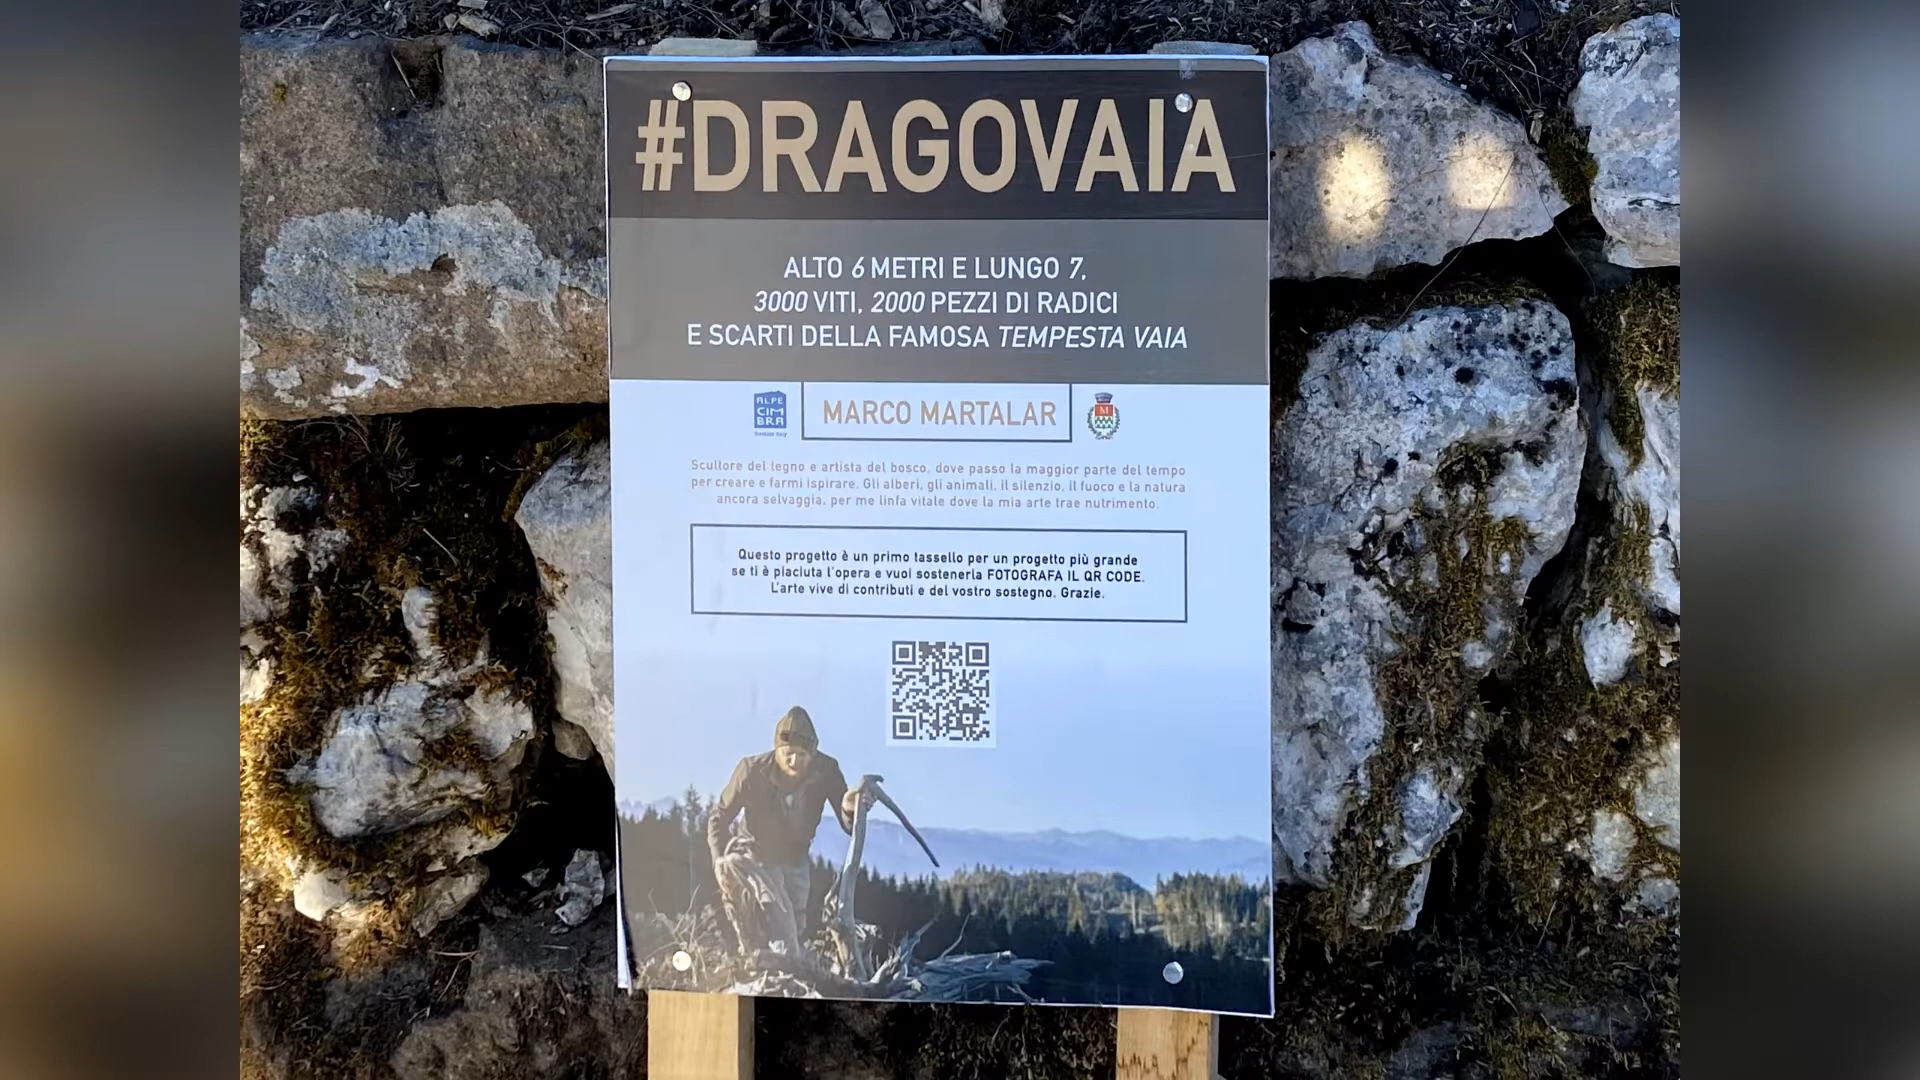 #DRAGOVAIA
ALTO 6 METRI E LUNGO 7,
3000 VITI, 2000 PEZZI DI RADICI
E SCARTI DELLA FAMOSA TEMPESTA VAIA
ALPE
CIM
BRA
MARCO MARTALAR
M
Scultore del legno e artista del bosco, dove passo la maggior parte del tempo
per creare e farmi ispirare. Gli alberi, gli animali, il silenzio, il fuoco e la natura
ancora selvaggia, per me linfa vitale dove la mia arte trae nutrimento.
Questo progetto è un primo tassello per un progetto più grande
se ti è piaciuta l'opera e vuoi sostenerla FOTOGRAFA IL QR CODE.
L'arte vive di contributi e del vostro sostegno. Grazie.